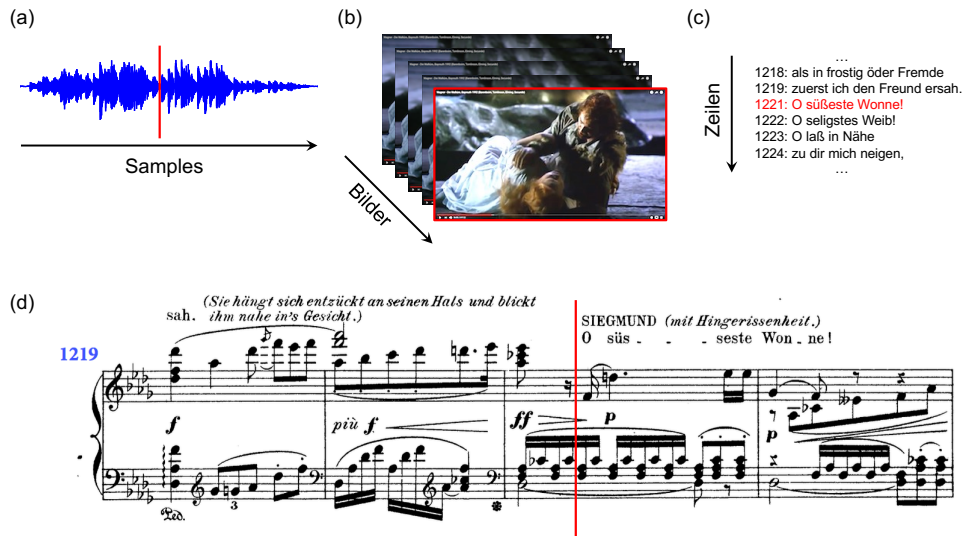 (a)
Samples
(b)
Bilder
(c)
Zeilen
…
1218: als in frostig öder Fremde
1219: zuerst ich den Freund ersah.
1221: O süßeste Wonne!
1222: O seligstes Weib!
1223: O laß in Nähe
1224: zu dir mich neigen,
…
(d)
(Sie hängt sich entzückt an seinen Hals und blickt
sah. ihm nahe in's Gesicht.)
SIEGMUND (mit Hingerissenheit.)
O süs - - - seste Won - ne!
1219
f
più f
ff
p
p
3
Ped.